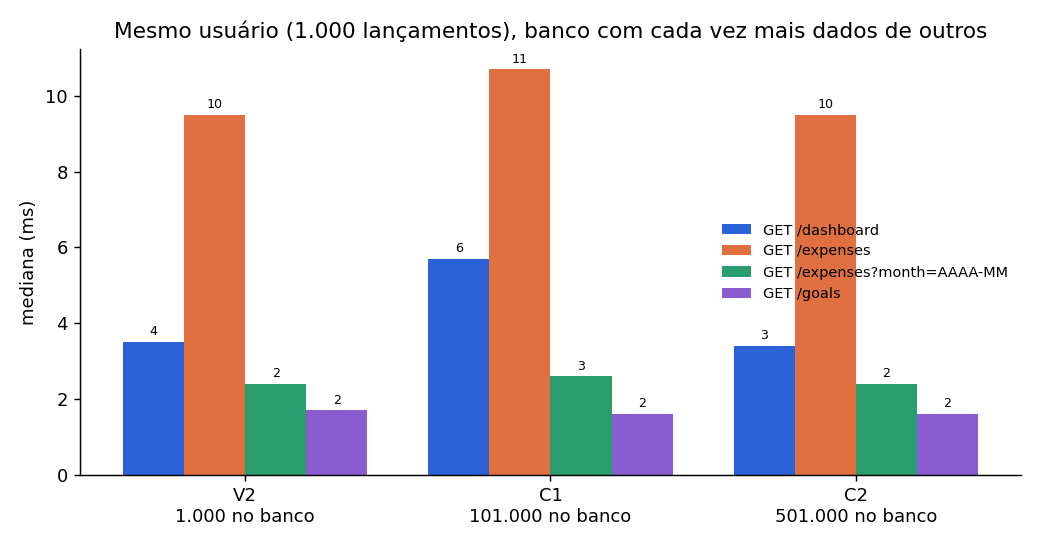 Mesmo usuário (1.000 lançamentos), banco com cada vez mais dados de outros
mediana (ms)
10
8
6
4
2
0
4
10
2
2
6
11
3
2
3
10
2
2
GET /dashboard
GET /expenses
GET /expenses?month=AAAA-MM
GET /goals
V2
1.000 no banco
C1
101.000 no banco
C2
501.000 no banco